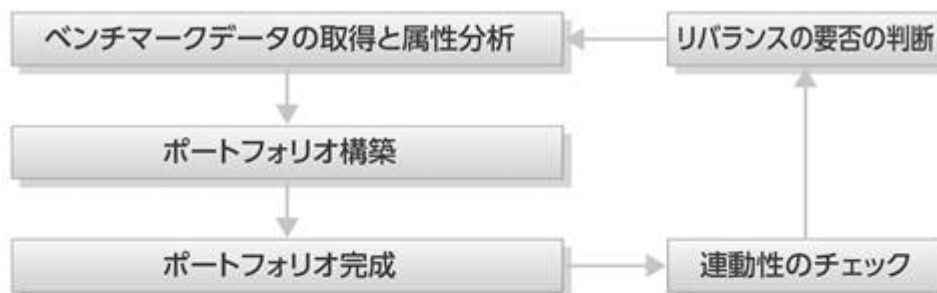 ベンチマークデータの取得と属性分析
リバランスの要否の判断
ポートフォリオ構築
ポートフォリオ完成
連動性のチェック